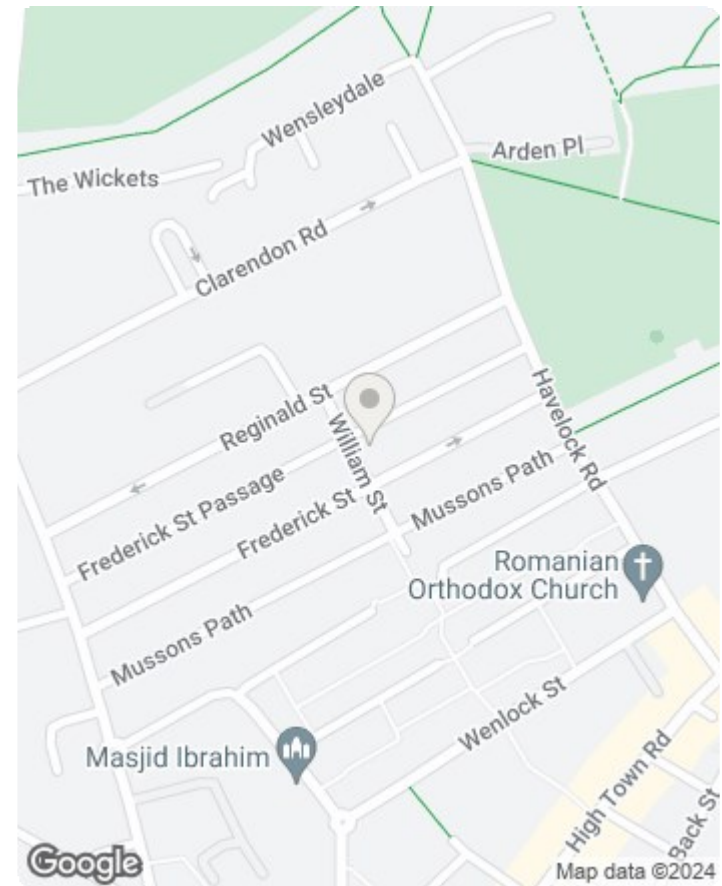 Wensleydale
Arden Pl
The Wickets
Clarendon Rd
Reginald St
Havelock Rd
William St
Frederick St Passage
Frederick St
Mussons Path
Romanian
Orthodox Church
Mussons Path
Wenlock St
Masjid Ibrahim
High Town Rd
Back St
Google
Map data ©2024